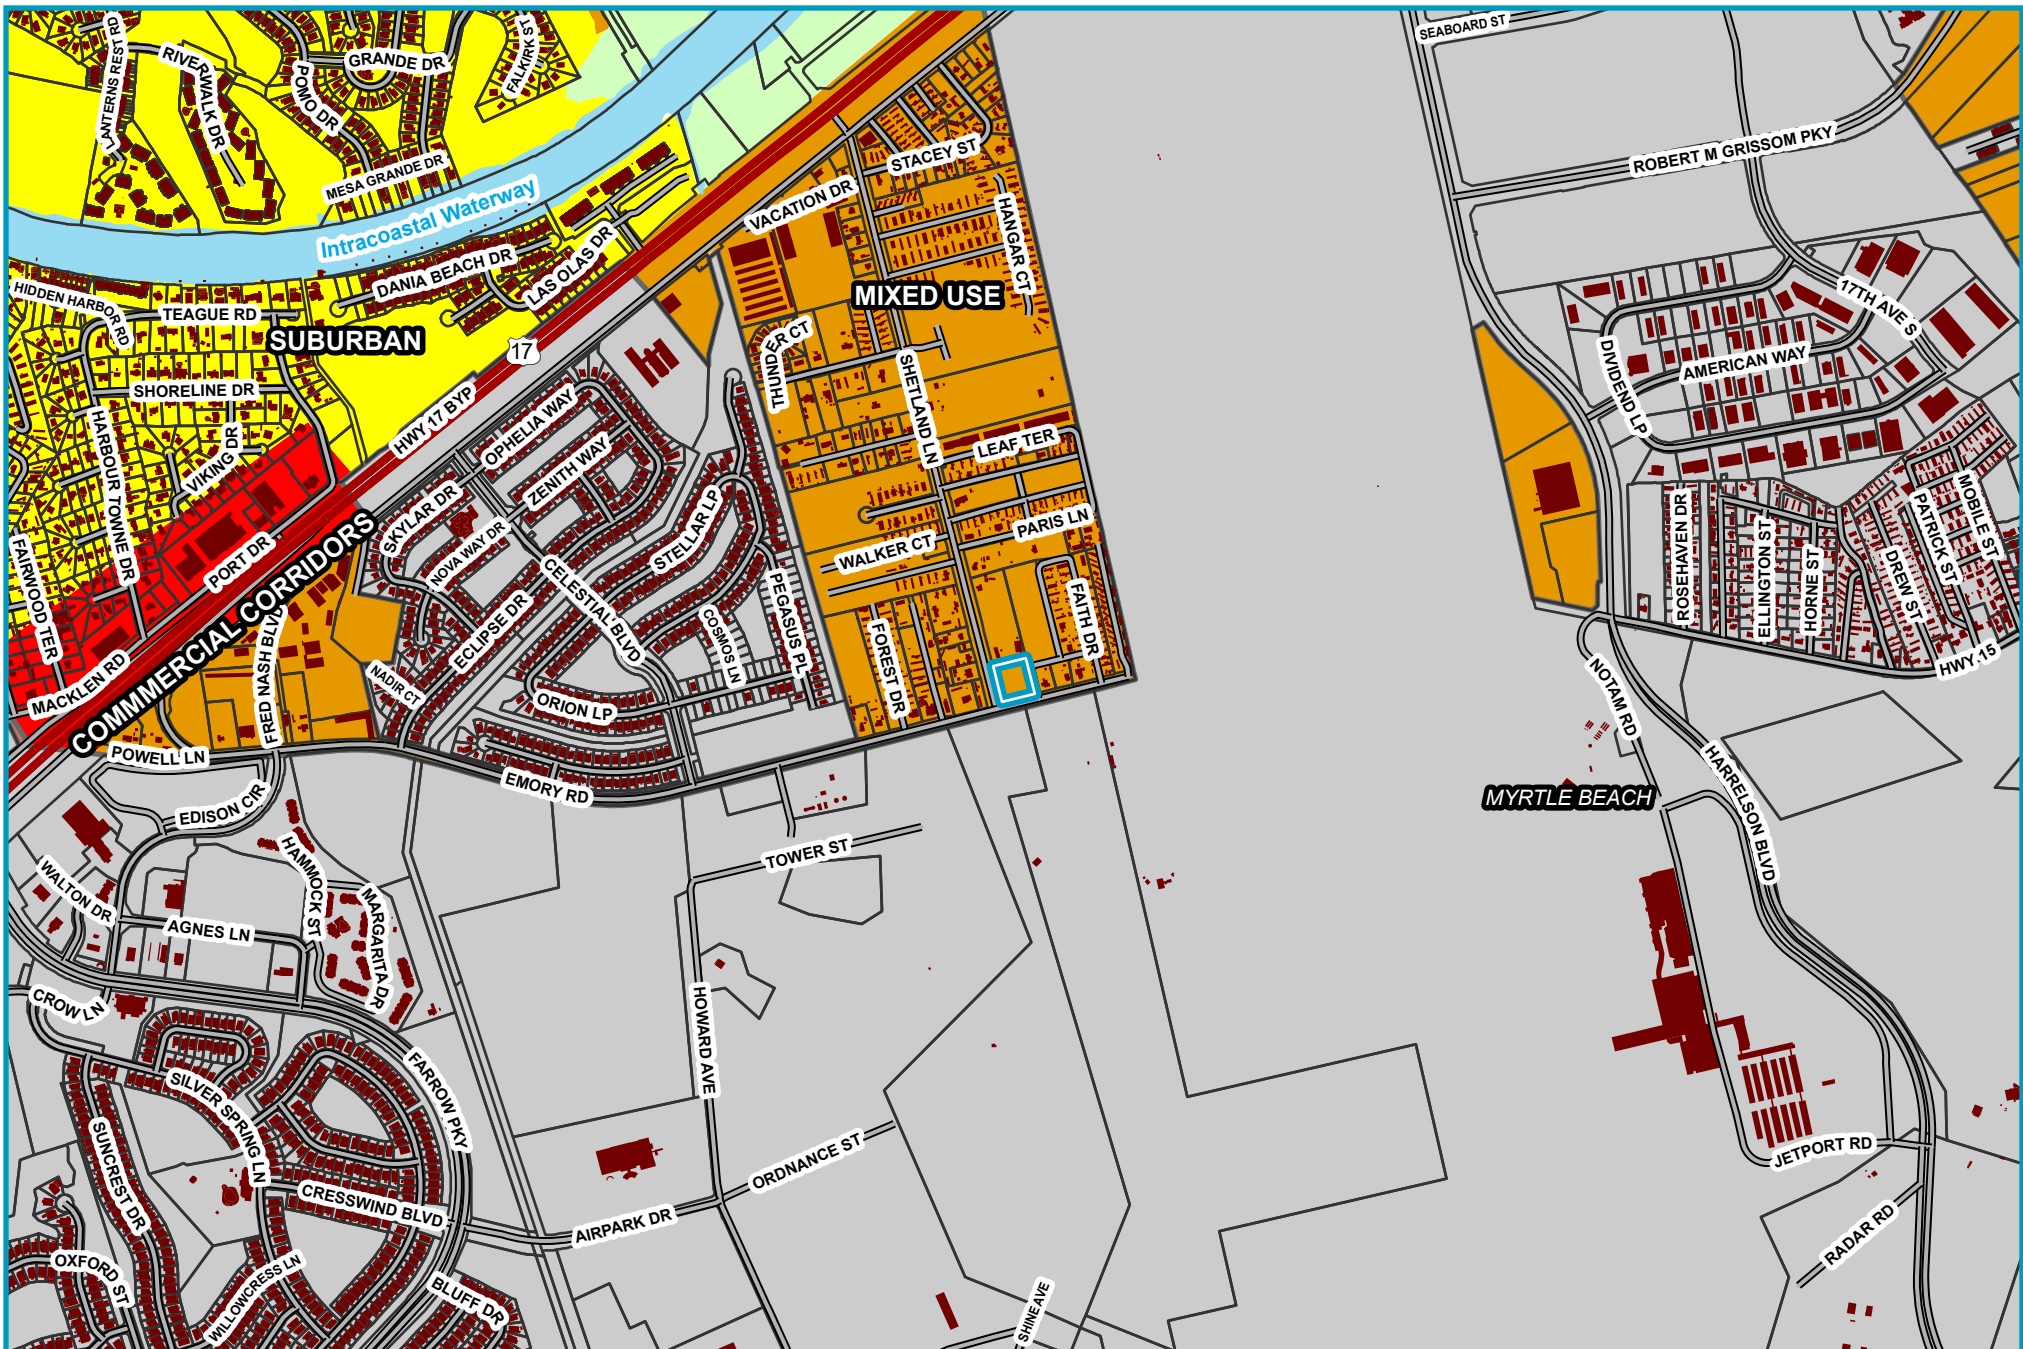 SEABOARD ST
LANTERNS REST RD
RIVERWALK DR
POMO DR
GRANDE DR
FALKIRK ST
MESA GRANDE DR
ROBERT M GRISSOM PKY
STACEY ST
VACATION DR
HANGAR CT
Intracoastal Waterway
DANIA BEACH DR
LAS OLAS DR
HIDDEN HARBOR RD
TEAGUE RD
SUBURBAN
MIXED USE
17
17TH AVE S
THUNDER CT
SHETLAND LN
DIVIDEND LP
AMERICAN WAY
SHORELINE DR
HARBOUR TOWNE DR
VIKING DR
HWY 17 BYP
OPHELIA WAY
ZENITH WAY
LEAF TER
SKYLAR DR
NOVA WAY DR
STELLAR LP
PARIS LN
WALKER CT
ROSEHAVEN DR
ELLINGTON ST
HORNE ST
DREW ST
PATRICK ST
MOBILE ST
FAIRWOOD TER
PORT DR
COMMERCIAL CORRIDORS
FRED NASH BLVD
CELESTIAL BLVD
ECLIPSE DR
COSMOS LN
PEGASUS PL
FOREST DR
FAITH DR
MACKLEN RD
NADIR CT
ORION LP
HWY 15
NOTAM RD
POWELL LN
EMORY RD
EDISON CIR
MYRTLE BEACH
HARRELSON BLVD
TOWER ST
HAMMOCK ST
WALTON DR
AGNES LN
MARGARITA DR
CROW LN
HOWARD AVE
FARROW PKY
SILVER SPRING LN
SUNCREST DR
CRESSWIND BLVD
ORDNANCE ST
AIRPARK DR
JETPORT RD
RADAR RD
OXFORD ST
WILLOWCRESS LN
BLUFF DR
SHINE AVE